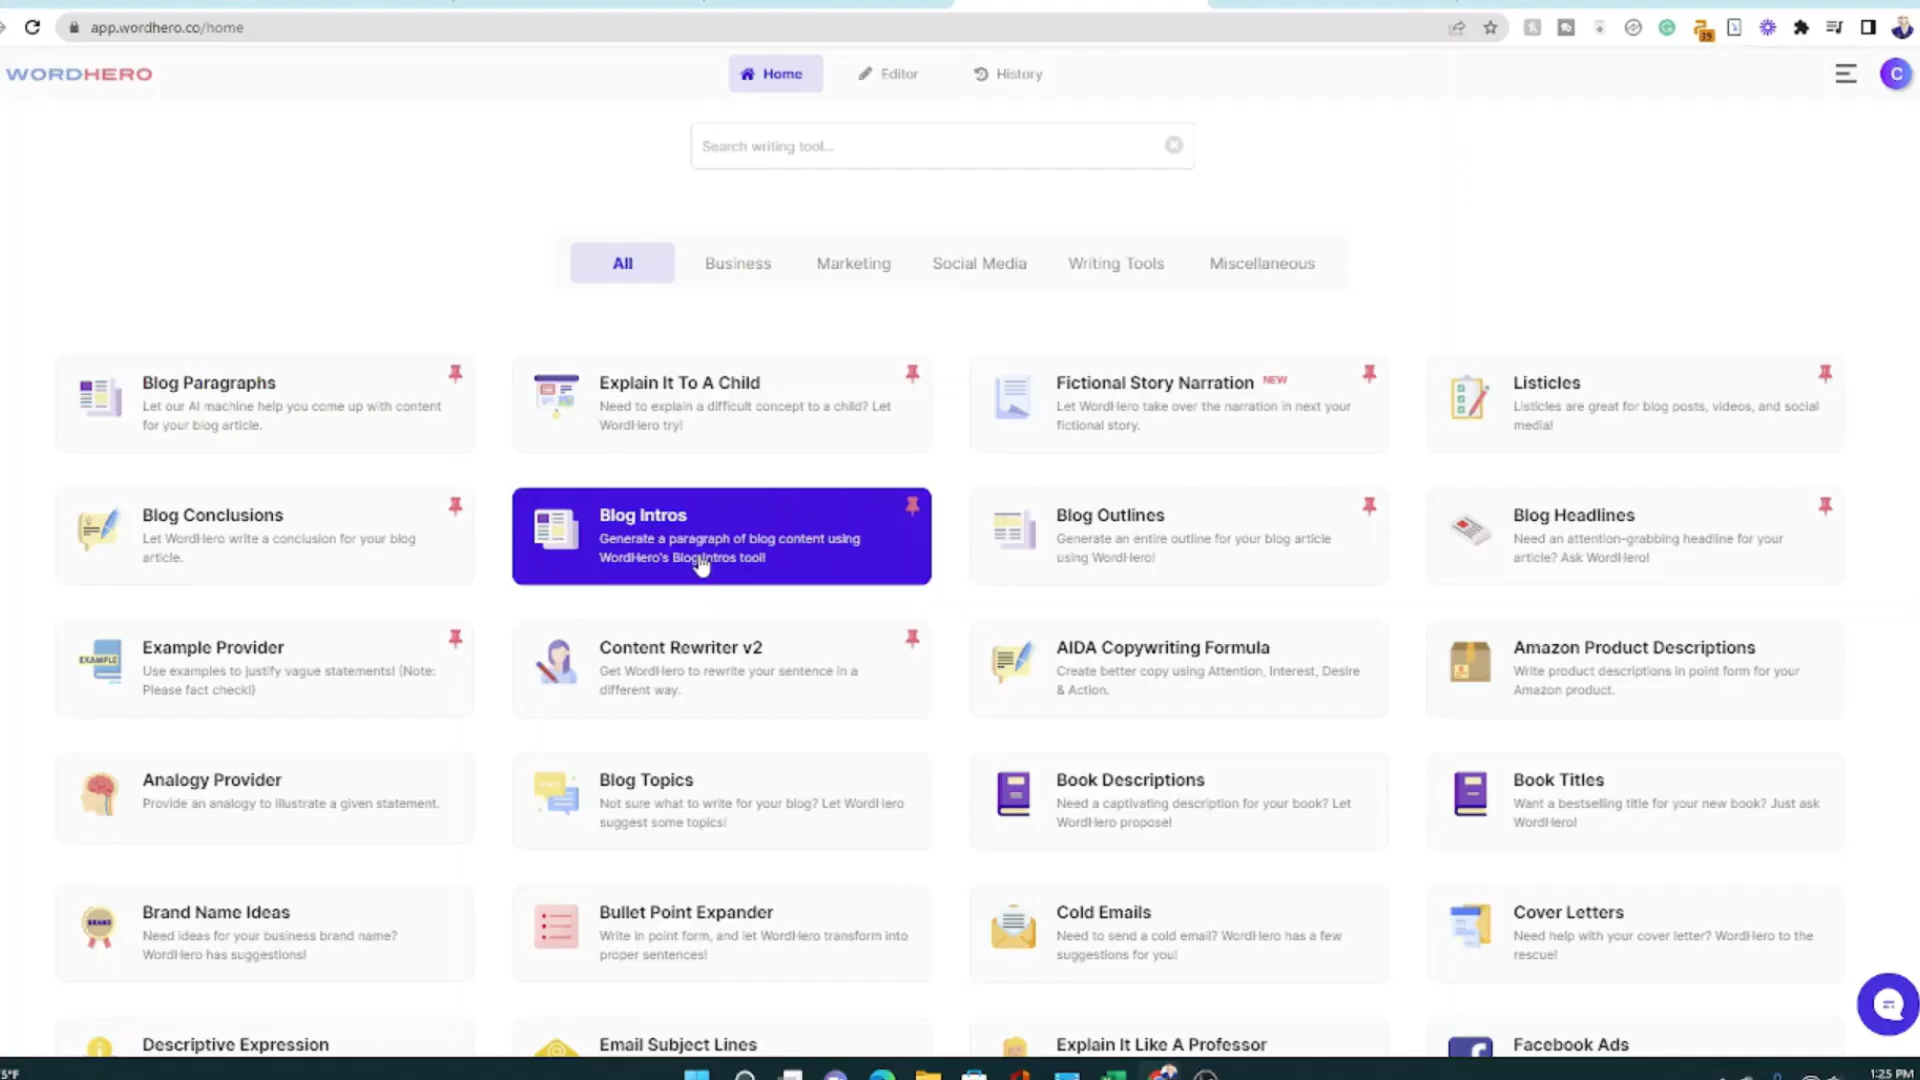 app.wordhero.co/home
39
WORDHERO
Home
Editor
History
C
Search writing tool...
All
Business
Marketing
Social Media
Writing Tools
Miscellaneous
Blog Paragraphs
Let our AI machine help you come up with content
for your blog article.
Explain It To A Child
Need to explain a difficult concept to a child? Let
WordHero try!
Fictional Story Narration NEW
Let WordHero take over the narration in next your
fictional story.
Listicles
Listicles are great for blog posts, videos, and social
media!
Blog Conclusions
Let WordHero write a conclusion for your blog
article.
Blog Intros
Generate a paragraph of blog content using
WordHero's Blog Intros tool!
Blog Outlines
Generate an entire outline for your blog article
using WordHero!
Blog Headlines
Need an attention-grabbing headline for your
article? Ask WordHero!
EXAMPLE
Example Provider
Use examples to justify vague statements! (Note:
Please fact check!)
Content Rewriter v2
Get WordHero to rewrite your sentence in a
different way.
AIDA Copywriting Formula
Create better copy using Attention, Interest, Desire
& Action.
Amazon Product Descriptions
Write product descriptions in point form for your
Amazon product.
Analogy Provider
Provide an analogy to illustrate a given statement.
Blog Topics
Not sure what to write for your blog? Let WordHero
suggest some topics!
Book Descriptions
Need a captivating description for your book? Let
WordHero propose!
Book Titles
Want a bestselling title for your new book? Just ask
WordHero!
BRAND
Brand Name Ideas
Need ideas for your business brand name?
WordHero has suggestions!
Bullet Point Expander
Write in point form, and let WordHero transform into
proper sentences!
Cold Emails
Need to send a cold email? WordHero has a few
suggestions for you!
Cover Letters
Need help with your cover letter? WordHero to the
rescue!
Descriptive Expression
Email Subject Lines
Explain It Like A Professor
Facebook Ads
5°F
1:25 PM